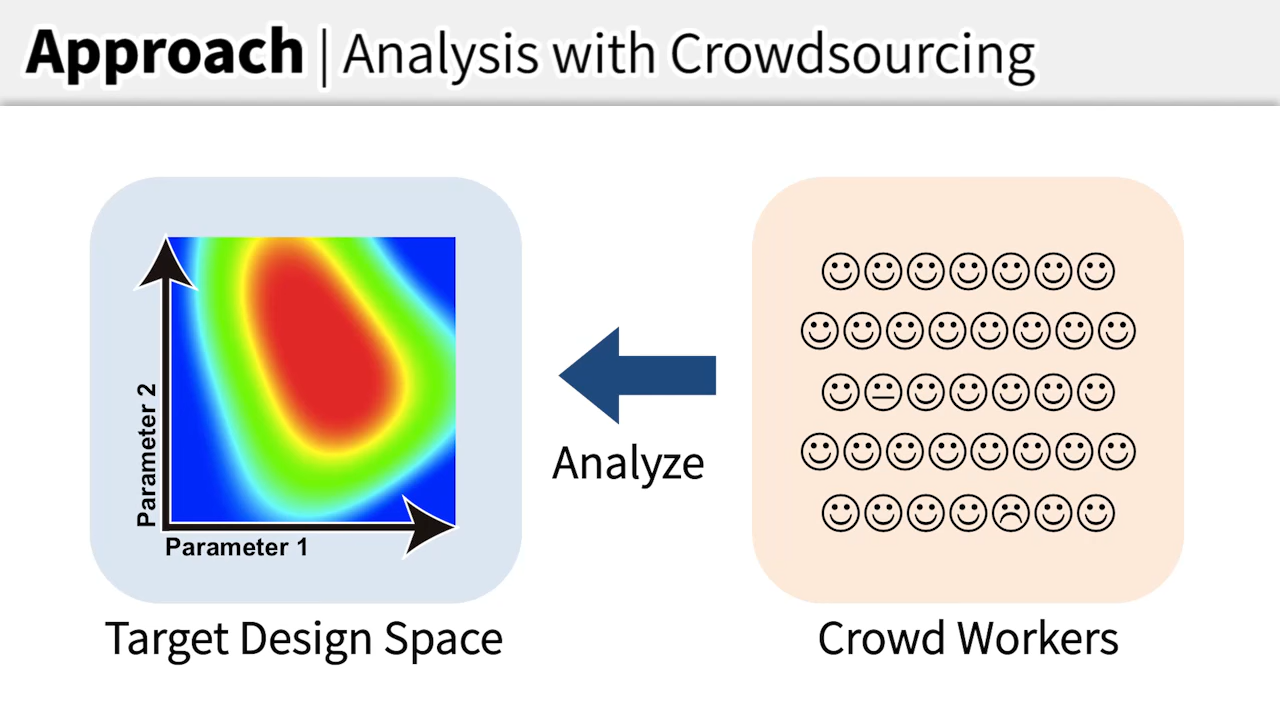 Approach | Analysis with Crowdsourcing
Parameter 2
Parameter 1
Analyze
Target Design Space
Crowd Workers